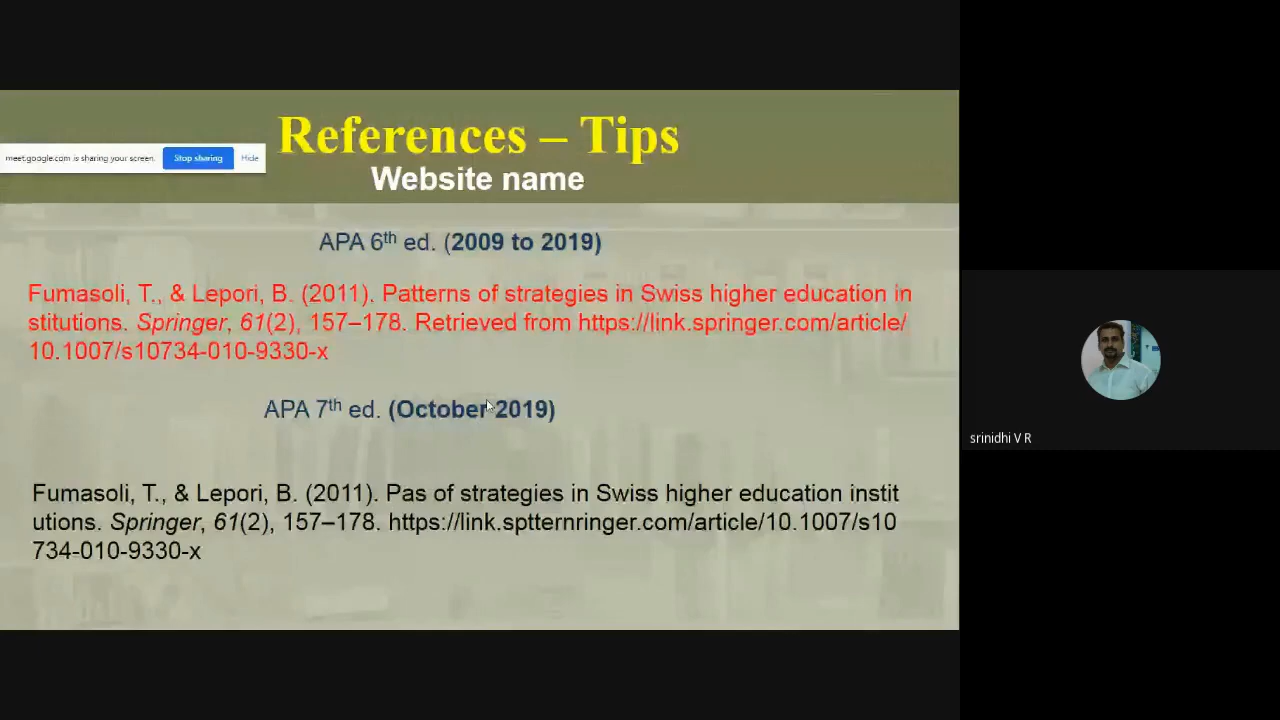 References – Tips
meet.google.com is sharing your screen. Stop sharing Hide
Website name
APA 6th ed. (2009 to 2019)
Fumasoli, T., & Lepori, B. (2011). Patterns of strategies in Swiss higher education in
stitutions. Springer, 61(2), 157–178. Retrieved from https://link.springer.com/article/
10.1007/s10734-010-9330-x
APA 7th ed. (October 2019)
Fumasoli, T., & Lepori, B. (2011). Pas of strategies in Swiss higher education instit
utions. Springer, 61(2), 157–178. https://link.sptternringer.com/article/10.1007/s10
734-010-9330-x
srinidhi V R